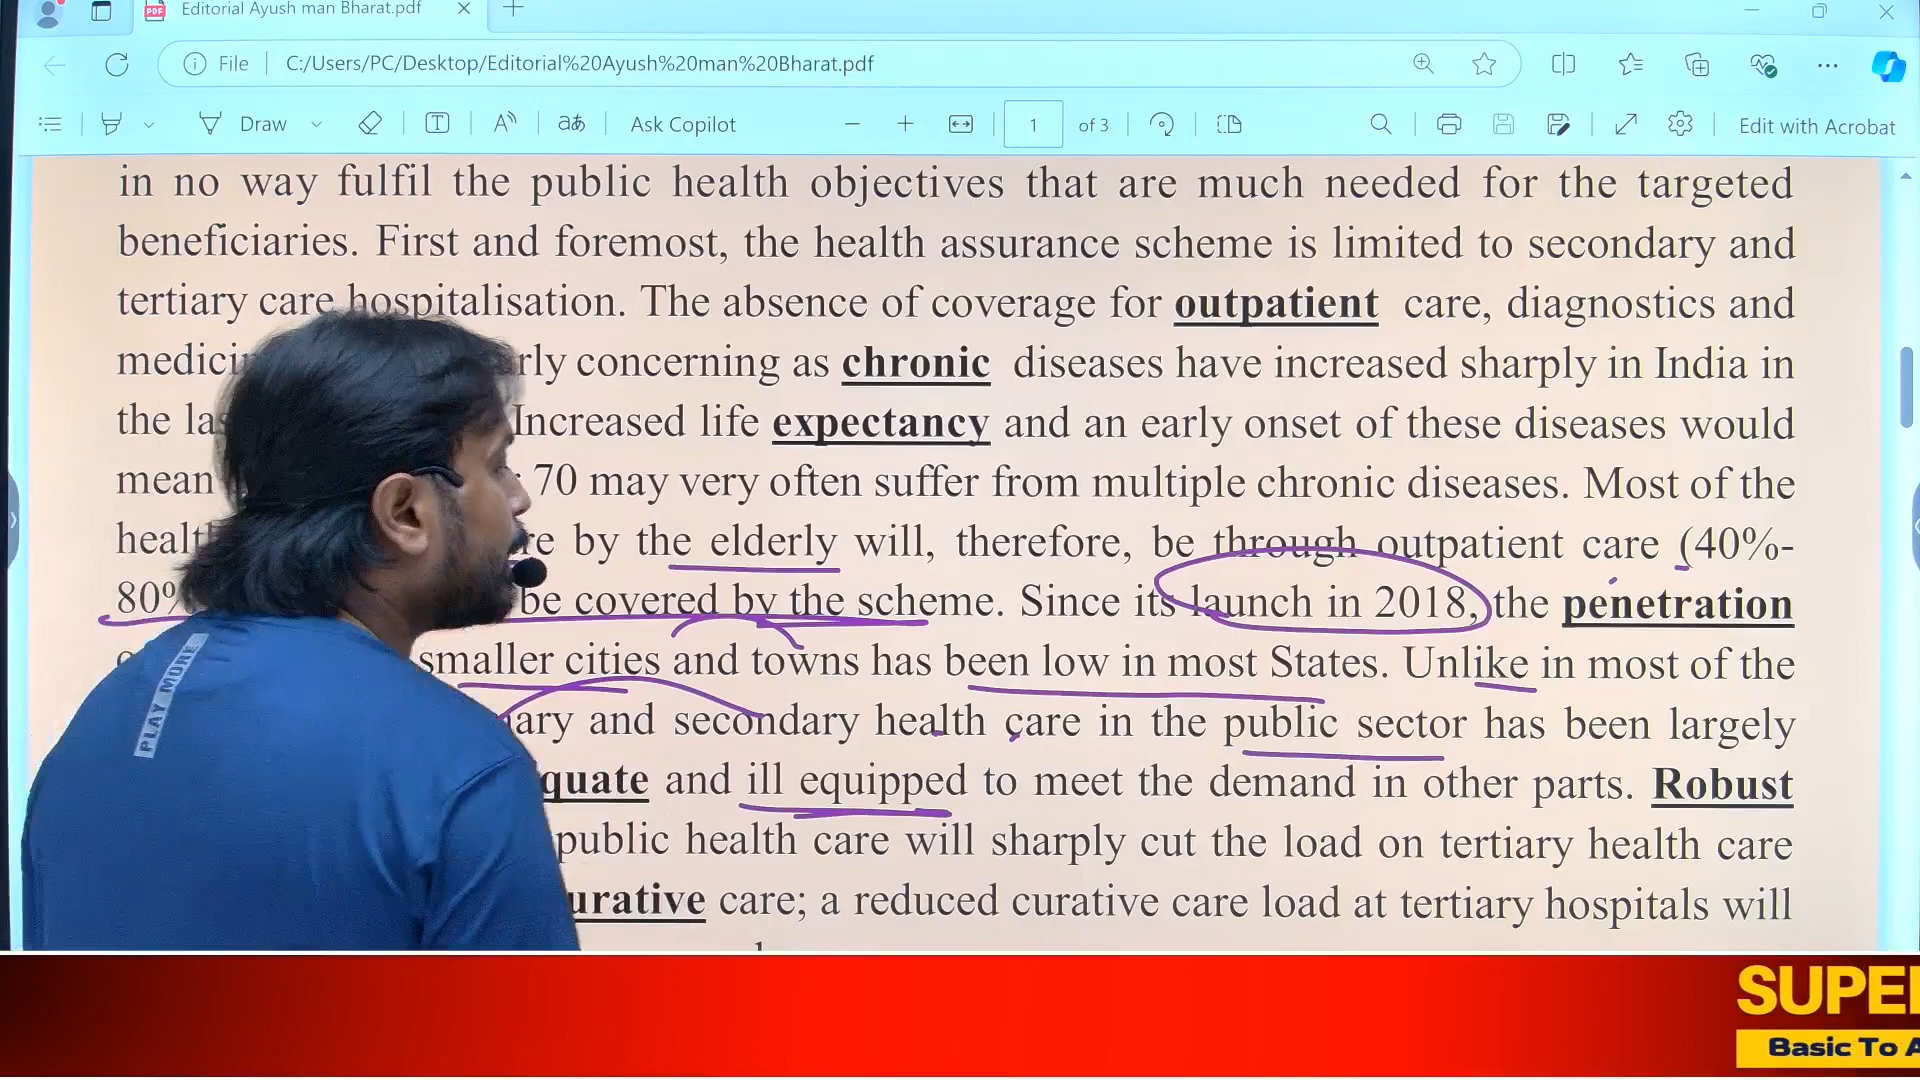 Editorial Ayush man Bharat.pdf
File C:/Users/PC/Desktop/Editorial%20Ayush%20man%20Bharat.pdf
Draw Ask Copilot 1 of 3 Edit with Acrobat
in no way fulfil the public health objectives that are much needed for the targeted
beneficiaries. First and foremost, the health assurance scheme is limited to secondary and
tertiary care hospitalisation. The absence of coverage for outpatient care, diagnostics and
concerning as chronic diseases have increased sharply in India in
the Increased life expectancy and an early onset of these diseases would
mean 70 may very often suffer from multiple chronic diseases. Most of the
by the elderly will, therefore, be through outpatient care (40%-
80% be covered by the scheme. Since its launch in 2018, the penetration
smaller cities and towns has been low in most States. Unlike in most of the
and secondary health care in the public sector has been largely
and ill equipped to meet the demand in other parts. Robust
public health care will sharply cut the load on tertiary health care
care; a reduced curative care load at tertiary hospitals will
PLAY MORE
Basic To